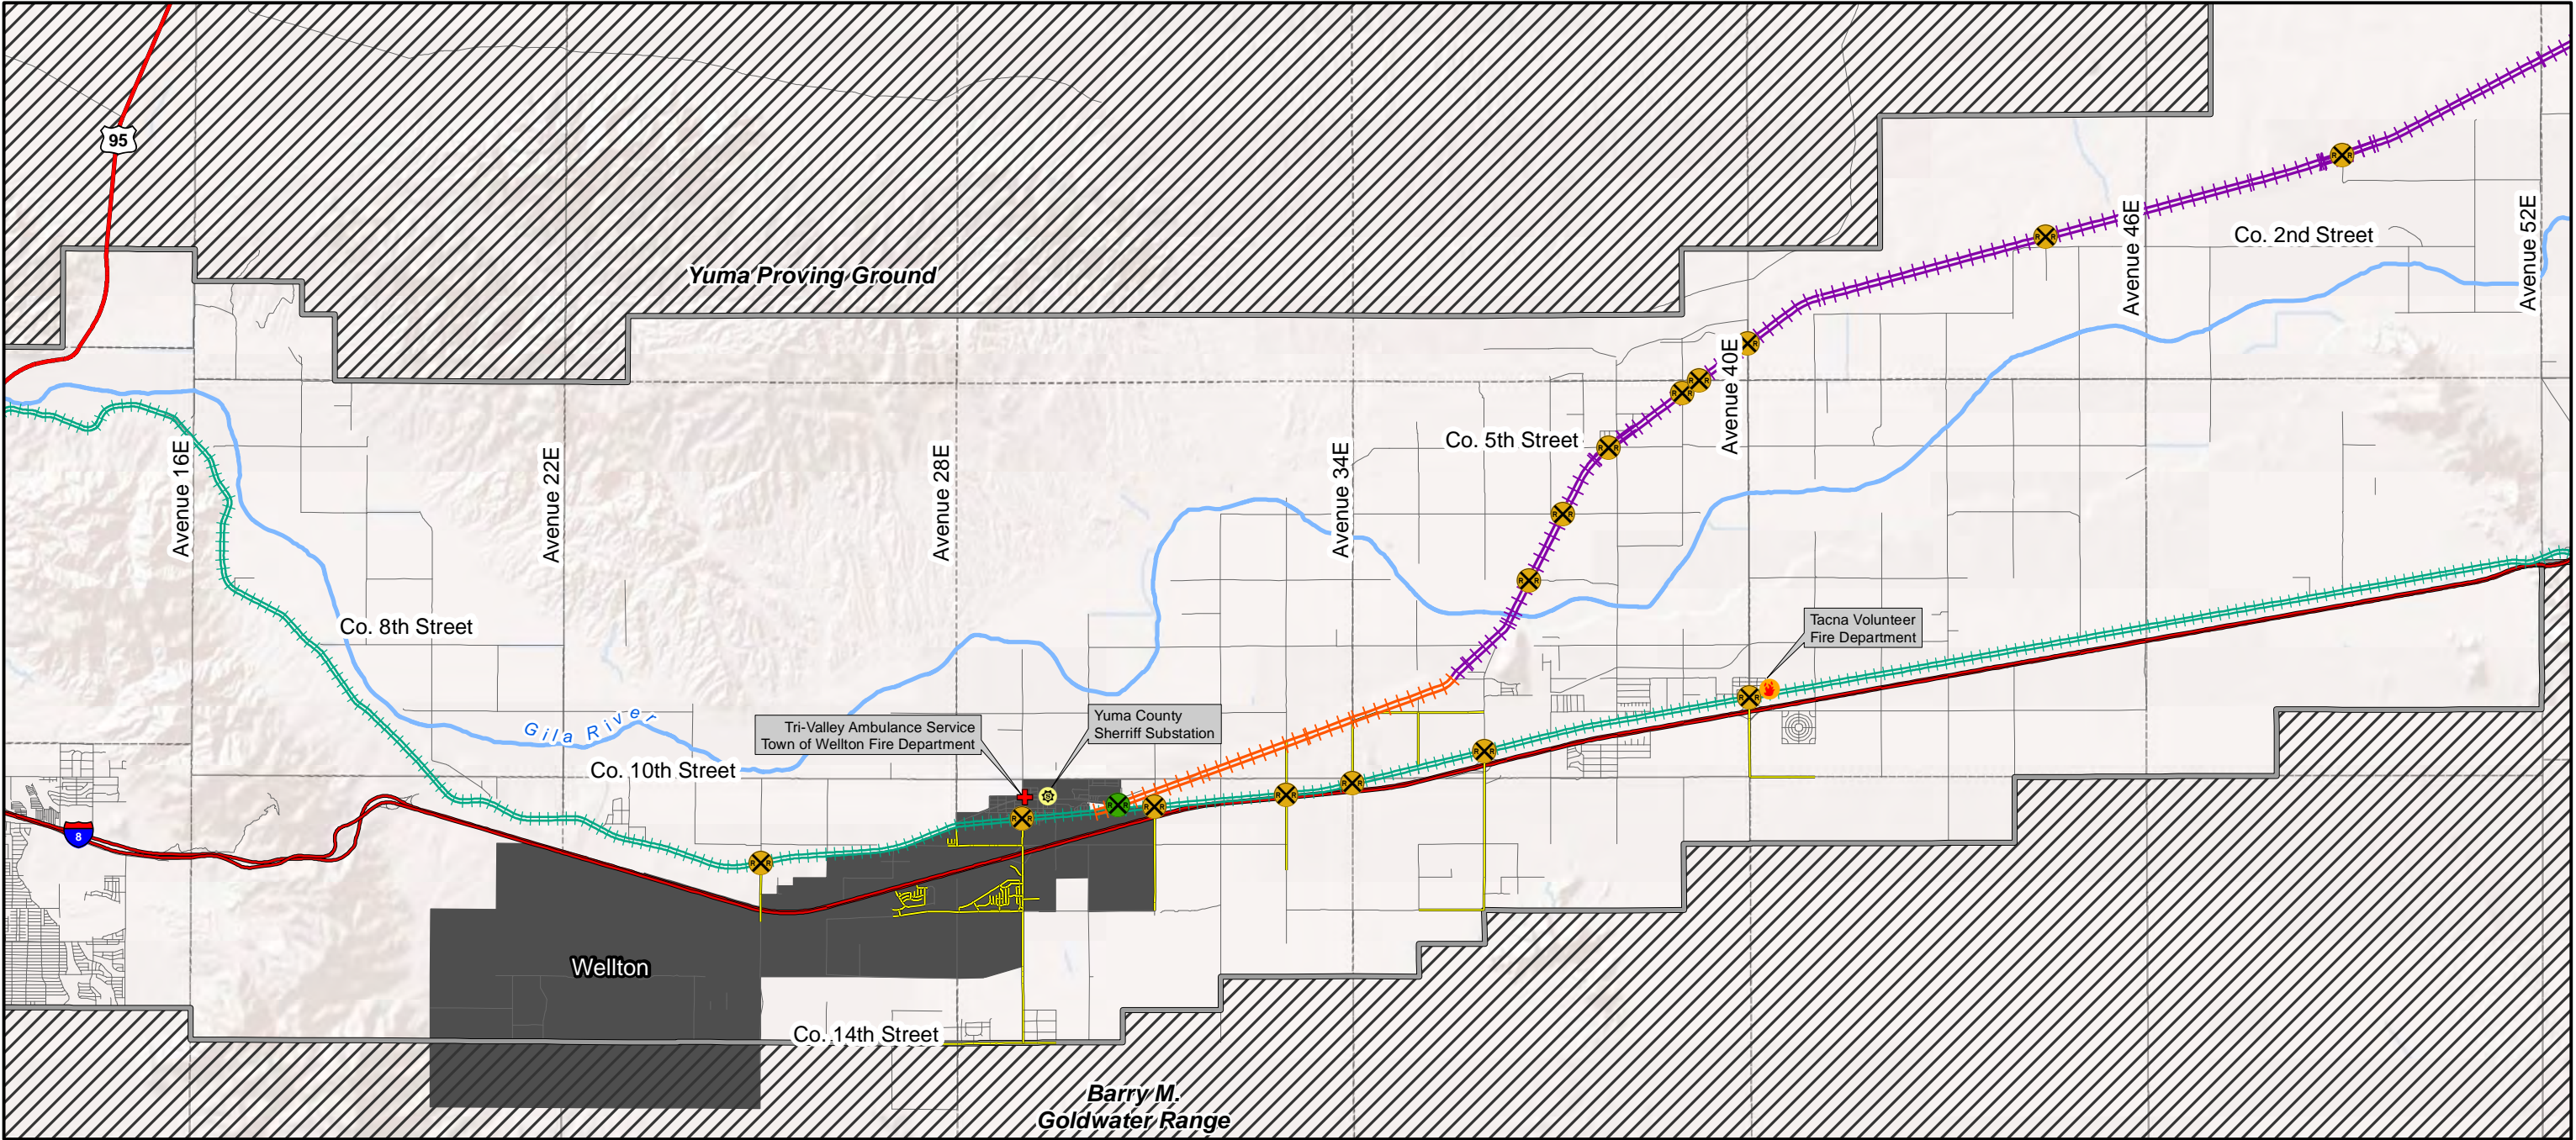 95
Avenue 46E
Avenue 52E
Co. 2nd Street
Yuma Proving Ground
Avenue 40E
Co. 5th Street
Avenue 16E
Avenue 22E
Avenue 28E
Avenue 34E
Co. 8th Street
Tacna Volunteer
Fire Department
Gila River
Tri-Valley Ambulance Service
Town of Wellton Fire Department
Yuma County
Sherriff Substation
Co. 10th Street
8
Wellton
Co. 14th Street
Barry M.
Goldwater Range